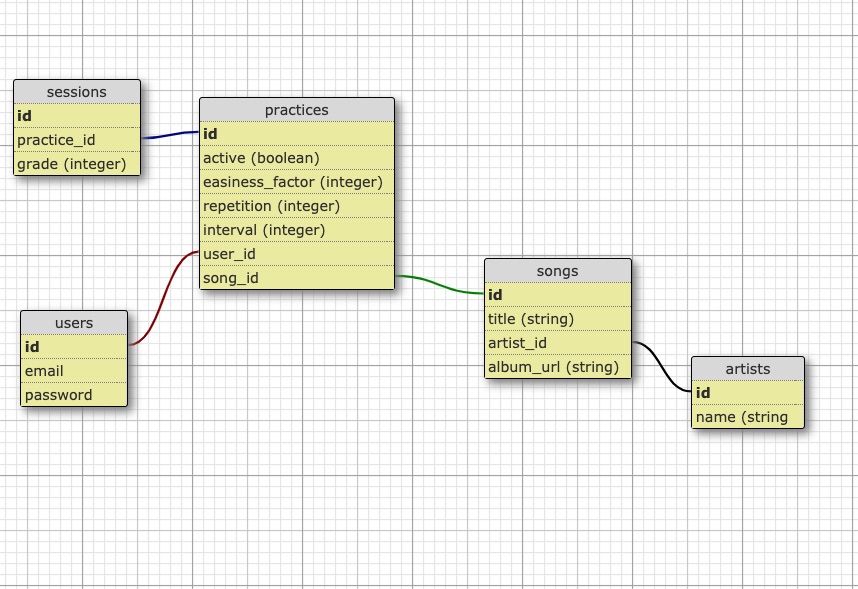 sessions
id
practice_id
grade (integer)
practices
id
active (boolean)
easiness_factor (integer)
repetition (integer)
interval (integer)
user_id
song_id
users
id
email
password
songs
id
title (string)
artist_id
album_url (string)
artists
id
name (string